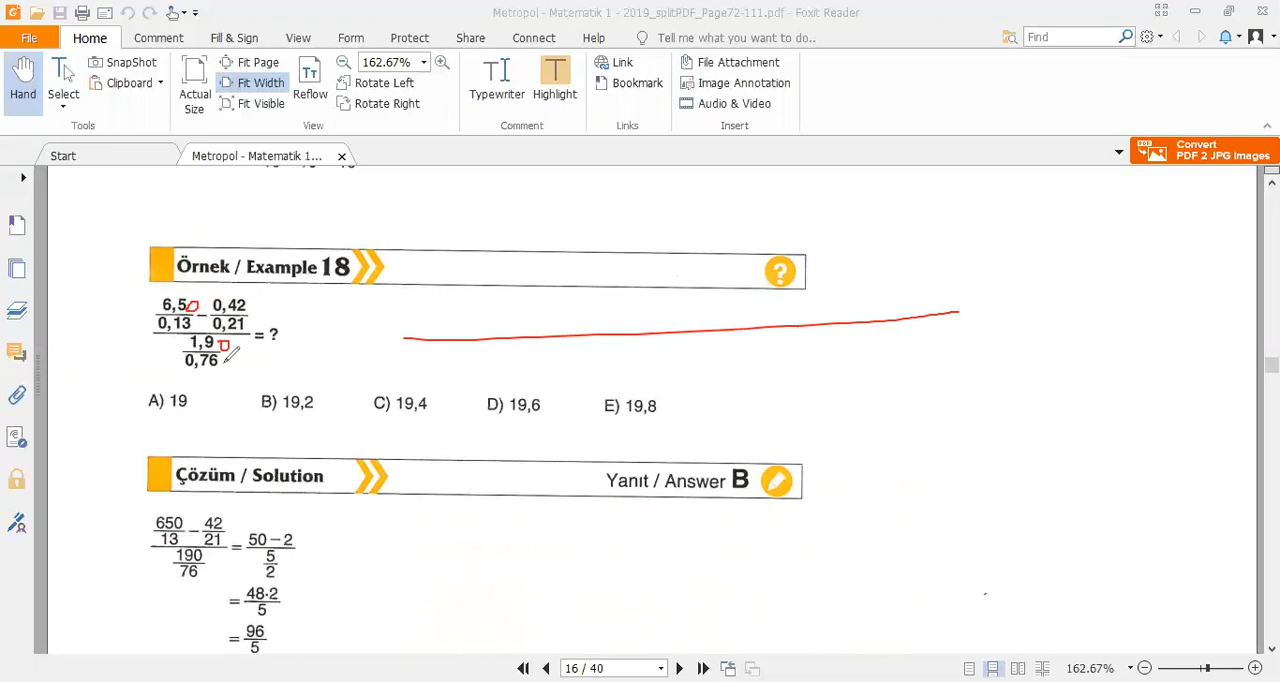 Metropol - Matematik 1 - 2019_splitPDF_Page72-111.pdf - Foxit Reader
File Home Comment Fill & Sign View Form Protect Share Connect Help Tell me what you want to do.. Find
SnapShot Fit Page 162.67% Link File Attachment
Clipboard Fit Width Rotate Left Bookmark Image Annotation
Hand Select Actual Size Fit Visible Reflow Rotate Right Typewriter Highlight Audio & Video
Tools View Comment Links Insert
Start Metropol - Matematik 1... Convert
PDF 2 JPG Images
Örnek / Example 18 ?
6,50 0,42
0,13 – 0,21
= ?
1,90
0,76
A) 19 B) 19,2 C) 19,4 D) 19,6 E) 19,8
Çözüm / Solution Yanıt / Answer B
650 42
13 – 21
190
76
= 50 – 2
5
2
= 48·2
5
= 96
5
16 / 40 162.67%